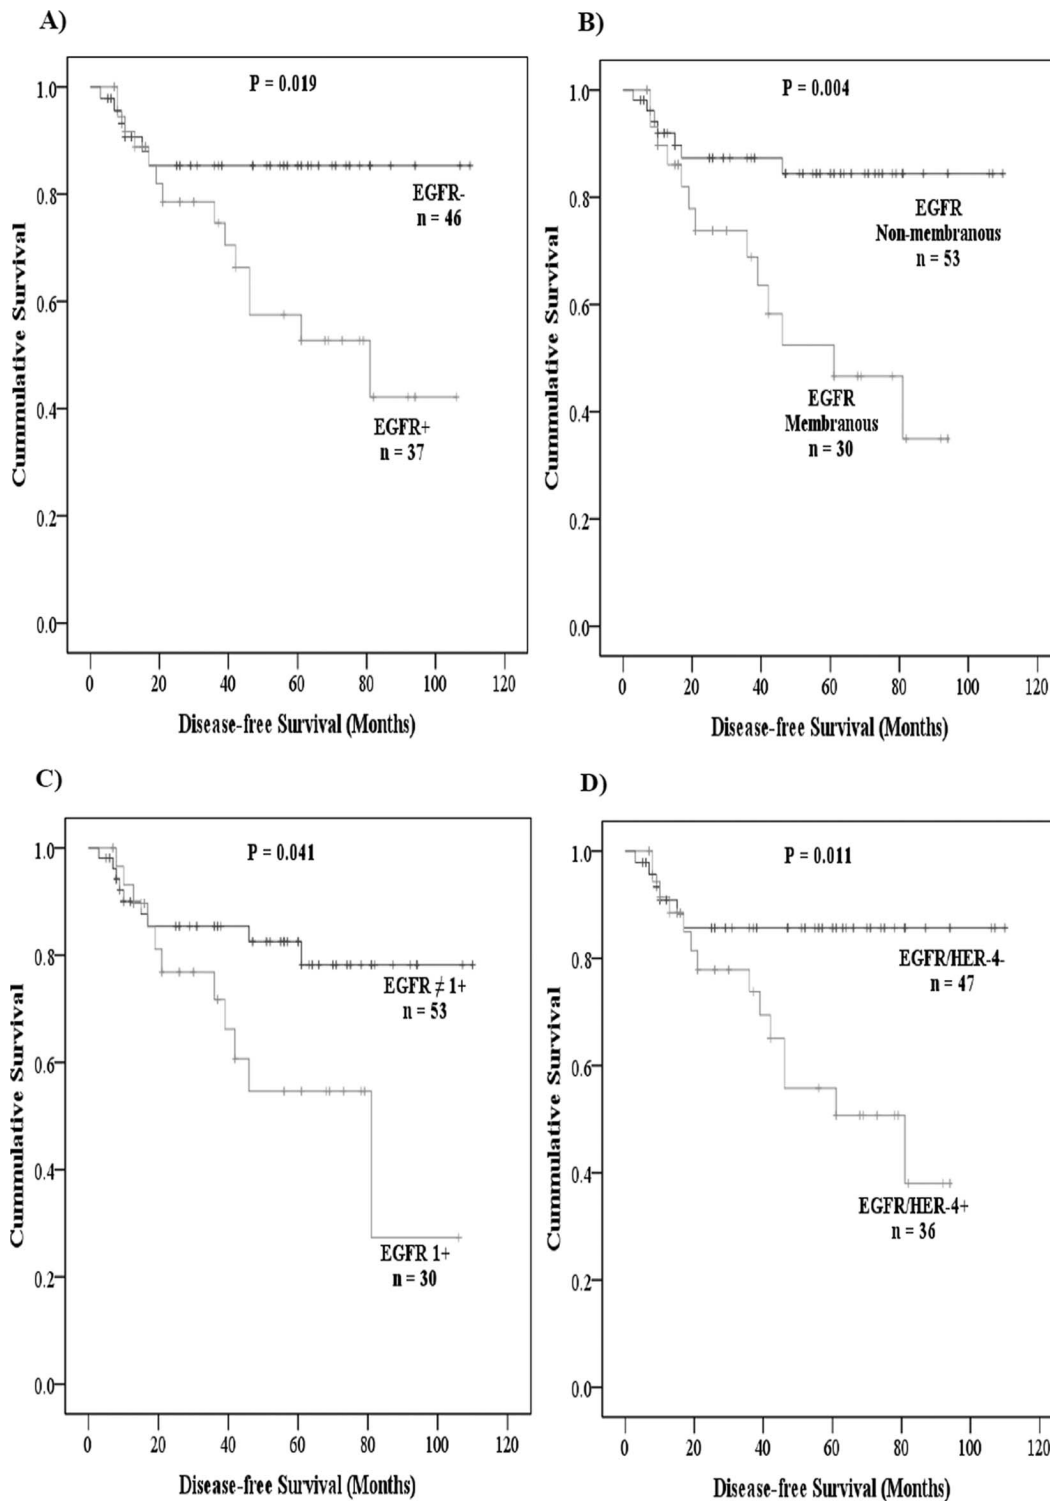 A)
P = 0.019
Cummulative Survival
1.0
0.8
0.6
0.4
0.2
0.0
EGFR-
n = 46
EGFR+
n = 37
0 20 40 60 80 100 120
Disease-free Survival (Months)
B)
P = 0.004
Cummulative Survival
1.0
0.8
0.6
0.4
0.2
0.0
EGFR
Non-membranous
n = 53
EGFR
Membranous
n = 30
0 20 40 60 80 100 120
Disease-free Survival (Months)
C)
P = 0.041
Cummulative Survival
1.0
0.8
0.6
0.4
0.2
0.0
EGFR ≠ 1+
n = 53
EGFR 1+
n = 30
0 20 40 60 80 100 120
Disease-free Survival (Months)
D)
P = 0.011
Cummulative Survival
1.0
0.8
0.6
0.4
0.2
0.0
EGFR/HER-4-
n = 47
EGFR/HER-4+
n = 36
0 20 40 60 80 100 120
Disease-free Survival (Months)